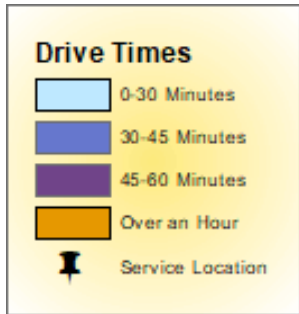 Drive Times
0-30 Minutes
30-45 Minutes
45-60 Minutes
Over an Hour
Service Location